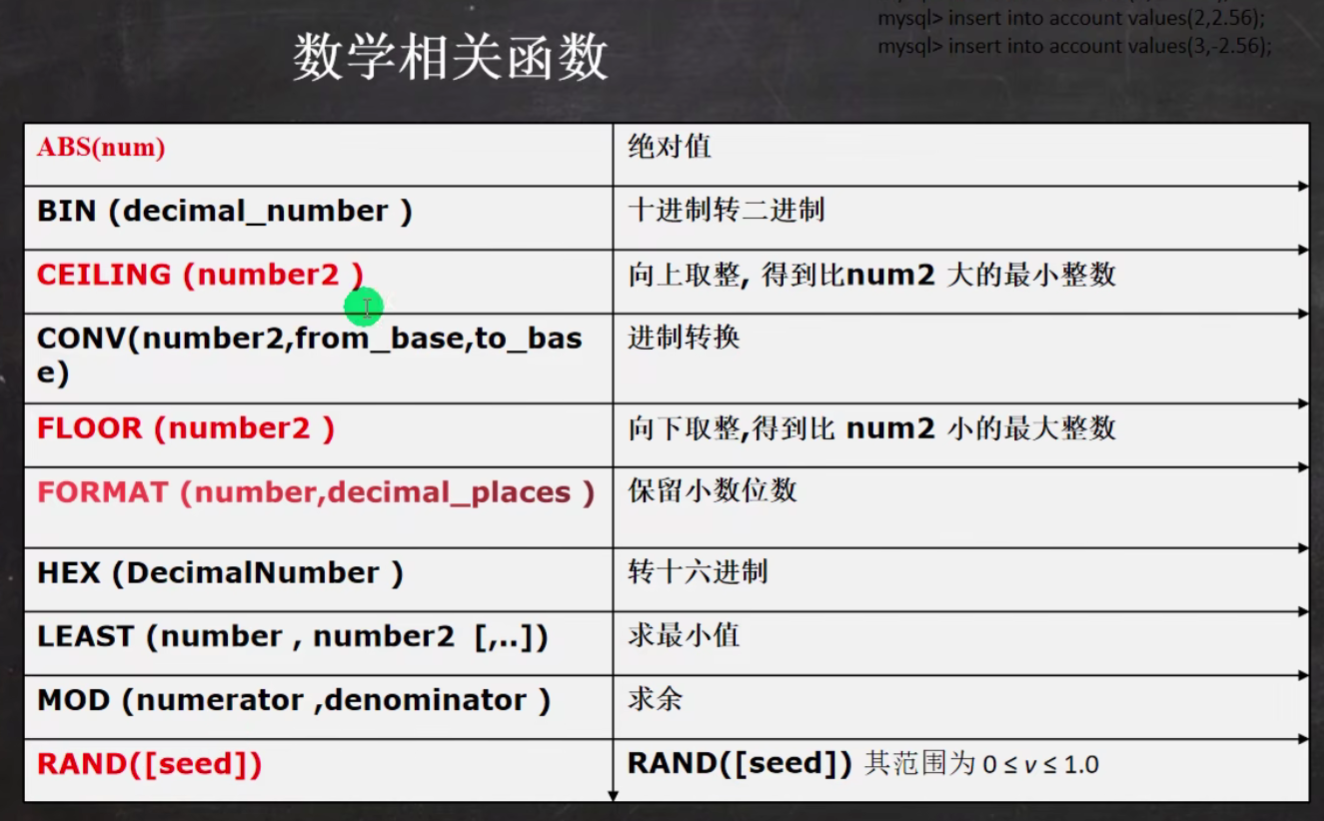 mysql> insert into account values(2,2.56);
mysql> insert into account values(3,-2.56);
数学相关函数
ABS(num)
绝对值
BIN (decimal_number )
十进制转二进制
CEILING (number2 )
向上取整, 得到比num2 大的最小整数
CONV(number2,from_base,to_bas
e)
进制转换
FLOOR (number2 )
向下取整,得到比 num2 小的最大整数
FORMAT (number,decimal_places )
保留小数位数
HEX (DecimalNumber )
转十六进制
LEAST (number , number2 [,..])
求最小值
MOD (numerator ,denominator )
求余
RAND([seed])
RAND([seed]) 其范围为 0 ≤ v ≤ 1.0